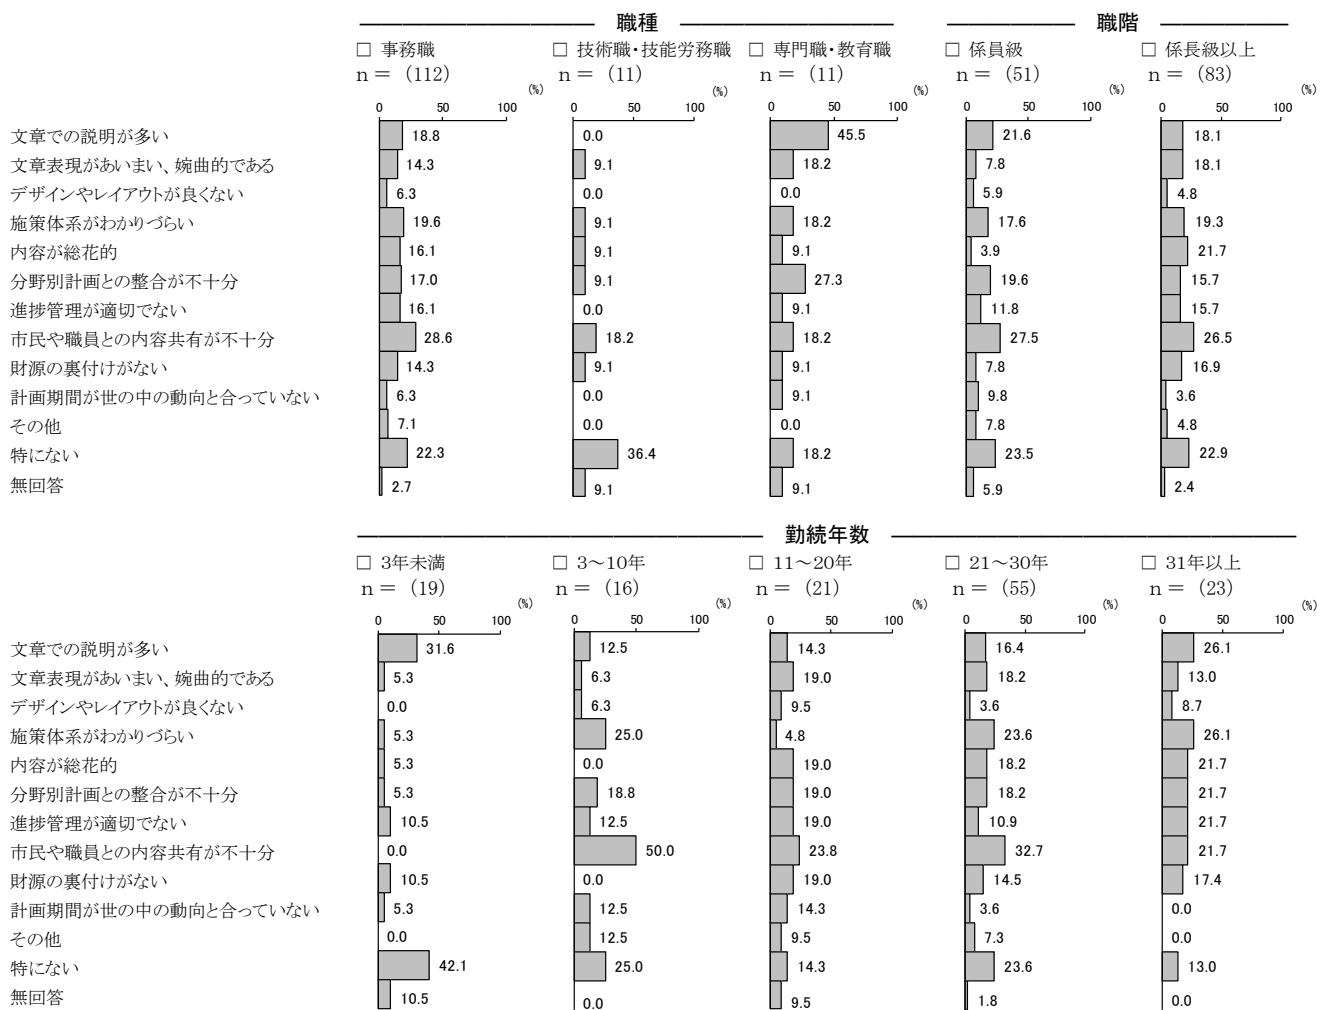 職種 職階
□ 事務職 □ 技術職・技能労務職 □ 専門職・教育職 □ 係員級 □ 係長級以上
n = (112) n = (11) n = (11) n = (51) n = (83)
(%) (%) (%) (%) (%)
0 50 100 0 50 100 0 50 100 0 50 100 0 50 100
文章での説明が多い 18.8 0.0 45.5 21.6 18.1
文章表現があいまい、婉曲的である 14.3 9.1 18.2 7.8 18.1
デザインやレイアウトが良くない 6.3 0.0 0.0 5.9 4.8
施策体系がわかりづらい 19.6 9.1 18.2 17.6 19.3
内容が総花的 16.1 9.1 9.1 3.9 21.7
分野別計画との整合が不十分 17.0 9.1 27.3 19.6 15.7
進捗管理が適切でない 16.1 0.0 9.1 11.8 15.7
市民や職員との内容共有が不十分 28.6 18.2 18.2 27.5 26.5
財源の裏付けがない 14.3 9.1 9.1 7.8 16.9
計画期間が世の中の動向と合っていない 6.3 0.0 9.1 9.8 3.6
その他 7.1 0.0 0.0 7.8 4.8
特にない 22.3 36.4 18.2 23.5 22.9
無回答 2.7 9.1 9.1 5.9 2.4
勤続年数
□ 3年未満 □ 3～10年 □ 11～20年 □ 21～30年 □ 31年以上
n = (19) n = (16) n = (21) n = (55) n = (23)
(%) (%) (%) (%) (%)
0 50 100 0 50 100 0 50 100 0 50 100 0 50 100
文章での説明が多い 31.6 12.5 14.3 16.4 26.1
文章表現があいまい、婉曲的である 5.3 6.3 19.0 18.2 13.0
デザインやレイアウトが良くない 0.0 6.3 9.5 3.6 8.7
施策体系がわかりづらい 5.3 25.0 4.8 23.6 26.1
内容が総花的 5.3 0.0 19.0 18.2 21.7
分野別計画との整合が不十分 5.3 18.8 19.0 18.2 21.7
進捗管理が適切でない 10.5 12.5 19.0 10.9 21.7
市民や職員との内容共有が不十分 0.0 50.0 23.8 32.7 21.7
財源の裏付けがない 10.5 0.0 19.0 14.5 17.4
計画期間が世の中の動向と合っていない 5.3 12.5 14.3 3.6 0.0
その他 0.0 12.5 9.5 7.3 0.0
特にない 42.1 25.0 14.3 23.6 13.0
無回答 10.5 0.0 9.5 1.8 0.0